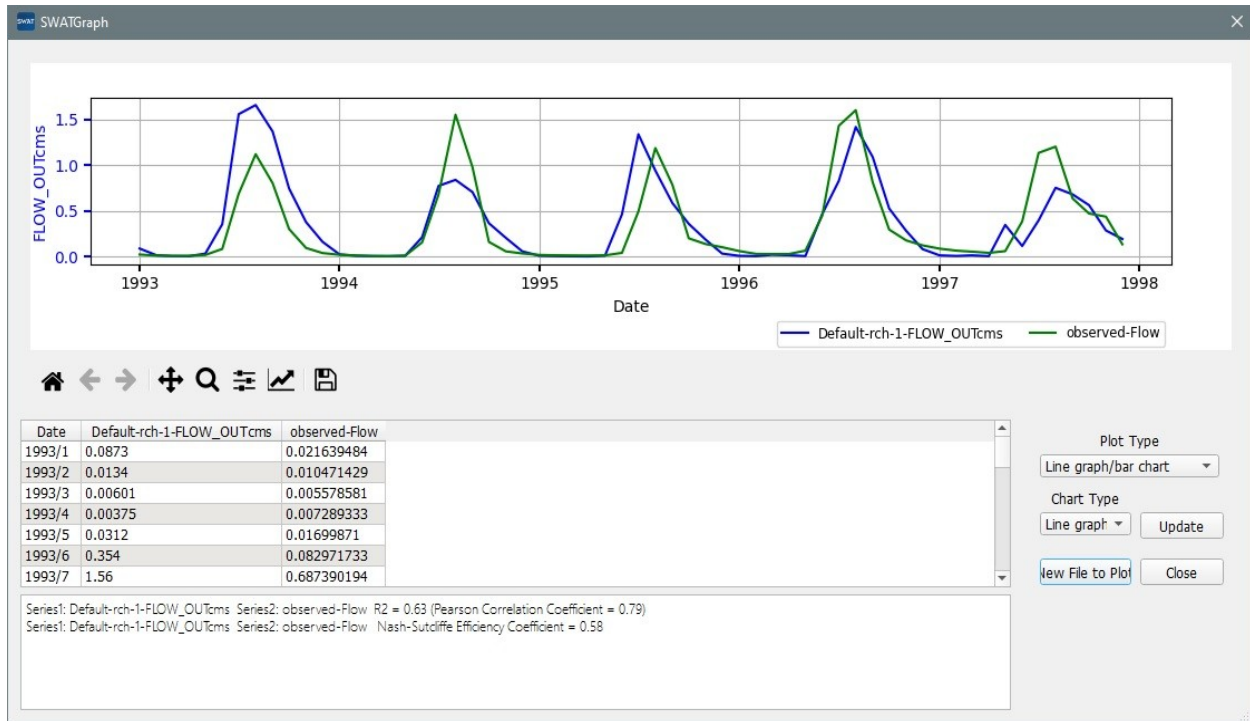 SWAT SWATGraph
FLOW_OUTcms
1.5
1.0
0.5
0.0
1993 1994 1995 1996 1997 1998
Date
Default-rch-1-FLOW_OUTcms observed-Flow
Date Default-rch-1-FLOW_OUTcms observed-Flow
1993/1 0.0873 0.021639484
1993/2 0.0134 0.010471429
1993/3 0.00601 0.005578581
1993/4 0.00375 0.007289333
1993/5 0.0312 0.01699871
1993/6 0.354 0.082971733
1993/7 1.56 0.687390194
Plot Type
Line graph/bar chart
Chart Type
Line graph Update
New File to Plot Close
Series1: Default-rch-1-FLOW_OUTcms Series2: observed-Flow R2 = 0.63 (Pearson Correlation Coefficient = 0.79)
Series1: Default-rch-1-FLOW_OUTcms Series2: observed-Flow Nash-Sutcliffe Efficiency Coefficient = 0.58